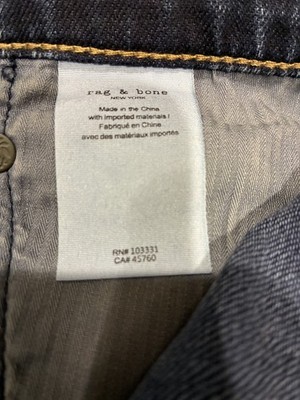 rag & bone
NEW YORK
Made in the China
with imported materials /
Fabriqué en Chine
avec des matériaux importés
RN# 103331
CA# 45760